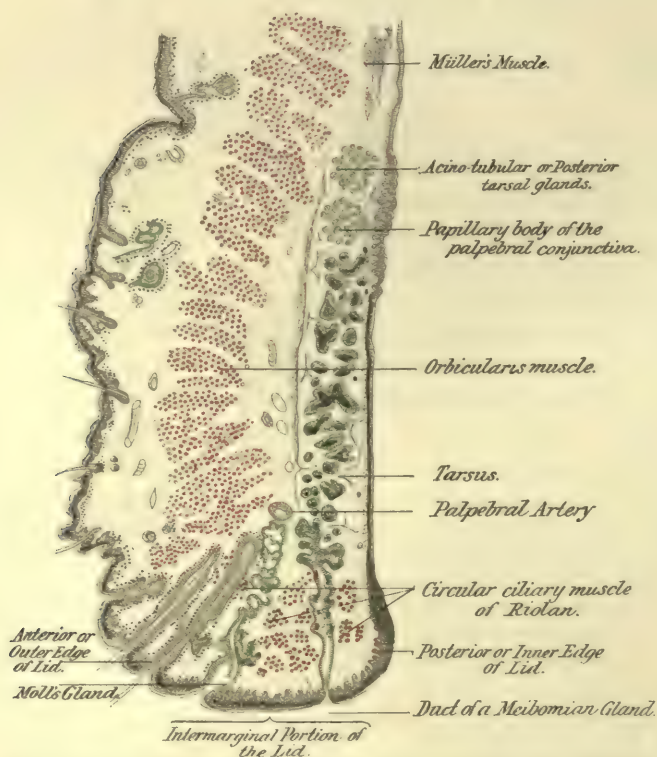 Müller's Muscle.
Acino-tubular or Posterior
tarsal glands.
Papillary body of the
palpebral conjunctiva.
Orbicularis muscle.
Tarsus.
Palpebral Artery
Circular ciliary muscle
of Riolan.
Anterior or
Outer Edge
of Lid.
Posterior or Inner Edge
of Lid.
Moll's Gland.
Duct of a Meibomian Gland.
Intermarginal Portion of
the Lid.